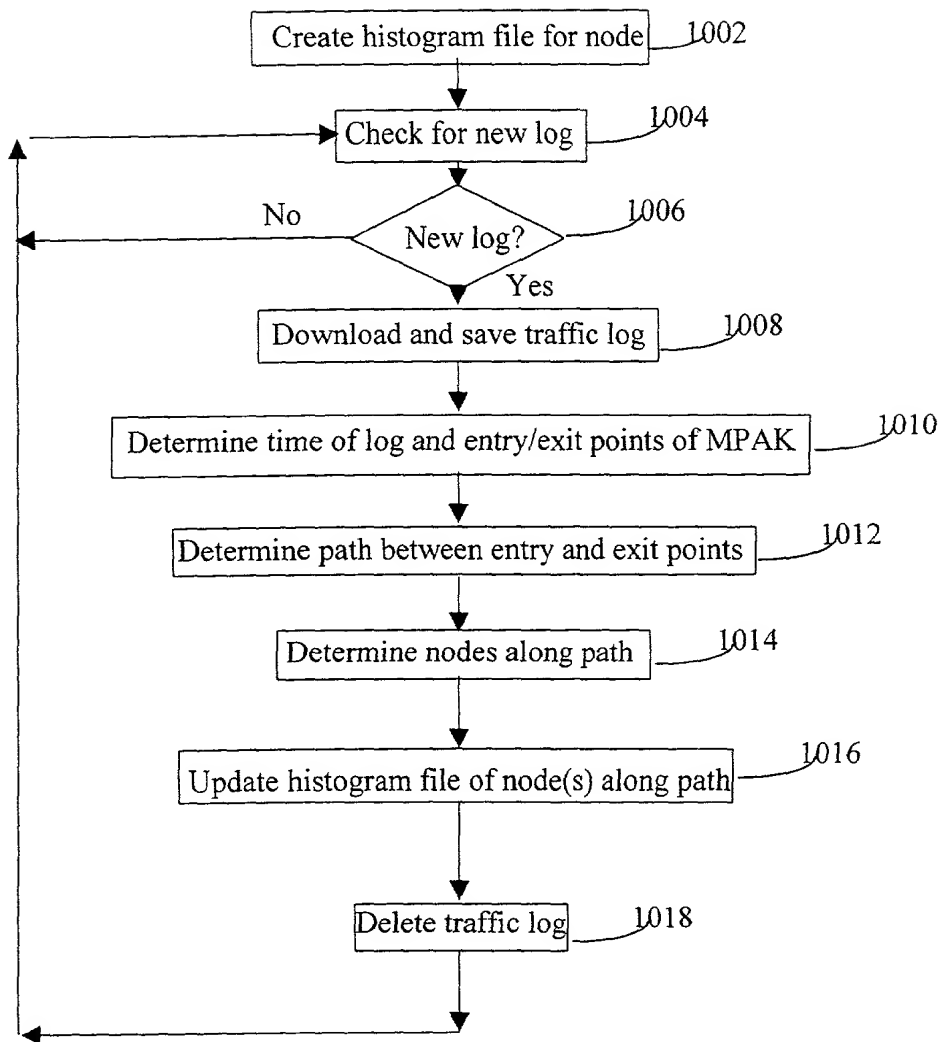 Create histogram file for node
1002
Check for new log
1004
No
New log?
1006
Yes
Download and save traffic log
1008
Determine time of log and entry/exit points of MPAK
1010
Determine path between entry and exit points
1012
Determine nodes along path
1014
Update histogram file of node(s) along path
1016
Delete traffic log
1018